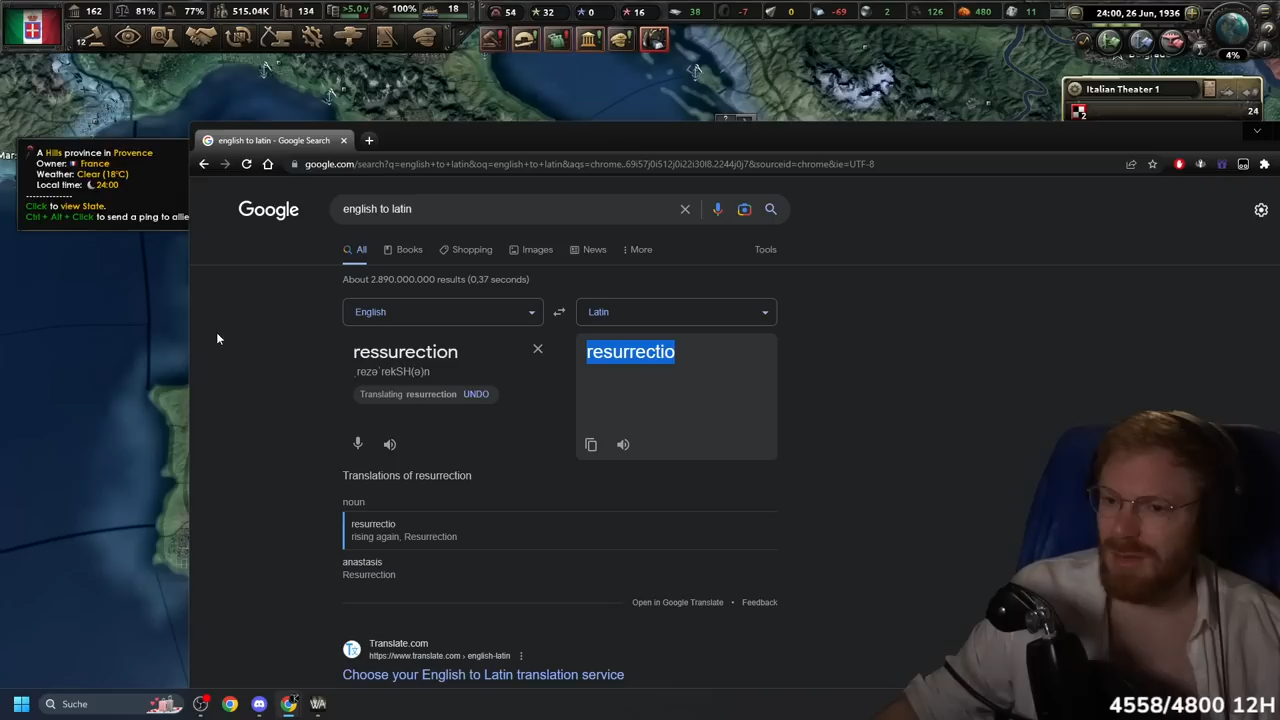 162 81% 77% 515.04K 134 >5.0 y 100% 18 54 32 0 16 38 -7 0 -69 2 126 480 11 24:00, 26 Jun, 1936
12
4%
Italian Theater 1
24
2
english to latin - Google Search
A Hills province in Provence
Owner: France
Weather: Clear (18°C)
Local time: 24:00
--------------
Click to view State.
Ctrl + Alt + Click to send a ping to allie
google.com/search?q=english+to+latin&oq=english+to+latin&aqs=chrome..69i57j0i512j0i22i30l8.2244j0j7&sourceid=chrome&ie=UTF-8
Google
english to latin
All Books Shopping Images News More Tools
About 2.890.000.000 results (0,37 seconds)
English Latin
ressurection resurrectio
ˌrezəˈrekSH(ə)n
Translating resurrection UNDO
Translations of resurrection
noun
resurrectio
rising again, Resurrection
anastasis
Resurrection
Open in Google Translate • Feedback
Translate.com
https://www.translate.com › english-latin
Choose your English to Latin translation service
Suche
4558/4800 12H